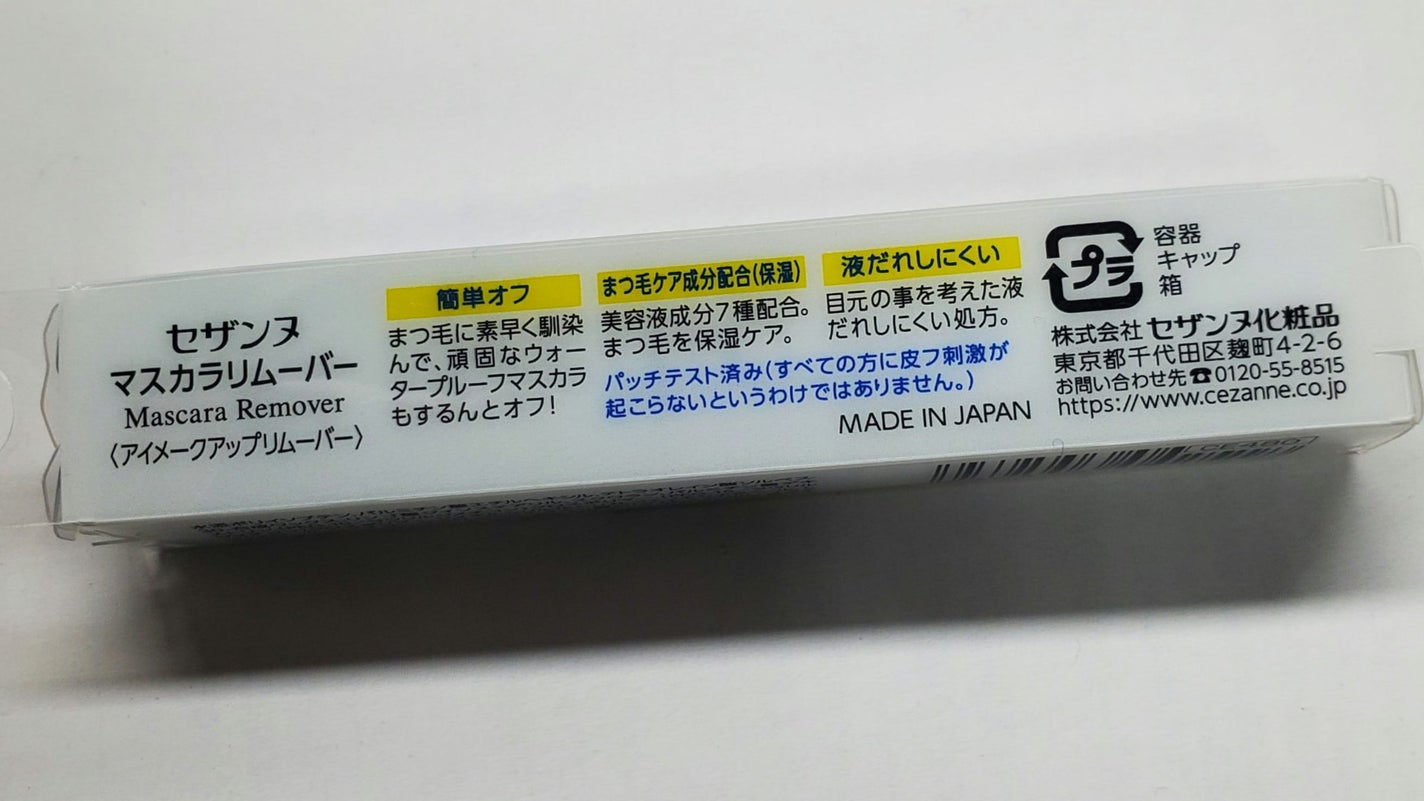 セザンヌ
マスカラリムーバー
Mascara Remover
〈アイメークアップリムーバー〉
簡単オフ
まつ毛に素早く馴染
んで、頑固なウォー
タープルーフマスカラ
もするんとオフ!
まつ毛ケア成分配合(保湿)
美容液成分7種配合。
まつ毛を保湿ケア。
液だれしにくい
目元の事を考えた液
だれしにくい処方。
パッチテスト済み(すべての方に皮フ刺激が
起こらないというわけではありません。)
MADE IN JAPAN
プラ
容器
キャップ
箱
株式会社 セザンヌ化粧品
東京都千代田区麹町4-2-6
お問い合わせ先☎0120-55-8515
https://www.cezanne.co.jp